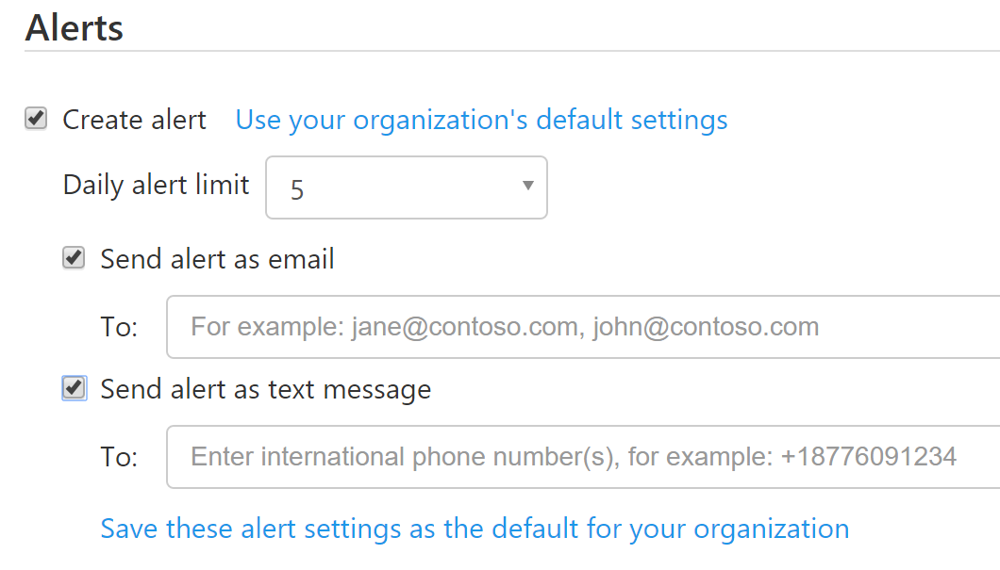 Alerts
Create alert Use your organization's default settings
Daily alert limit 5
Send alert as email
To: For example: jane@contoso.com, john@contoso.com
Send alert as text message
To: Enter international phone number(s), for example: +18776091234
Save these alert settings as the default for your organization